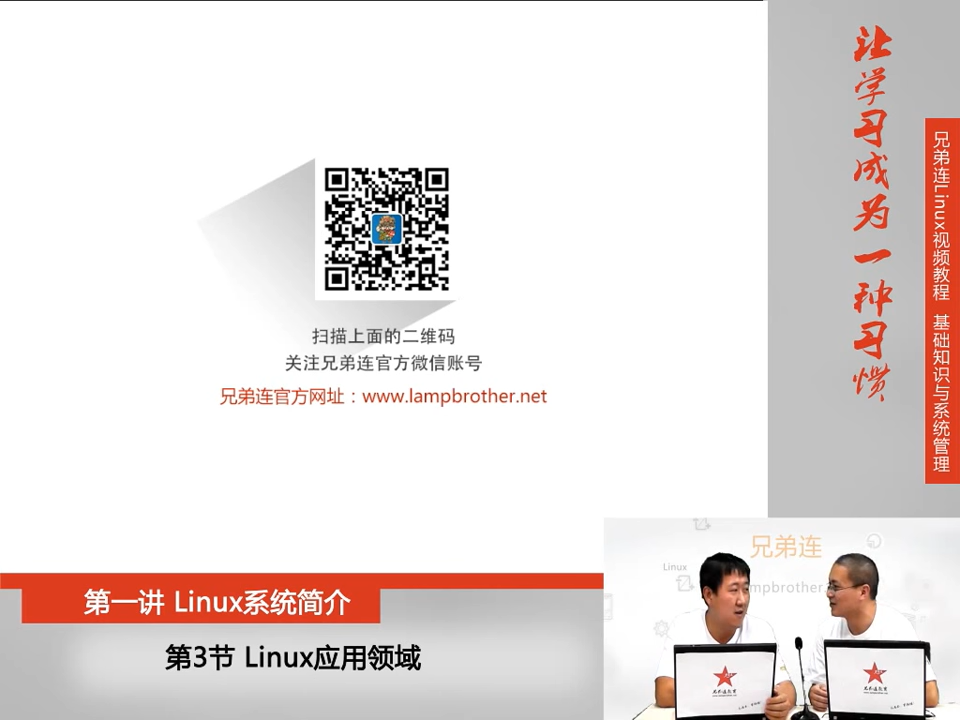 让学习成为一种习惯
兄弟连Linux视频教程 基础知识与系统管理
扫描上面的二维码
关注兄弟连官方微信账号
兄弟连官方网址：www.lampbrother.net
第一讲 Linux系统简介
第3节 Linux应用领域
兄弟连
Linux